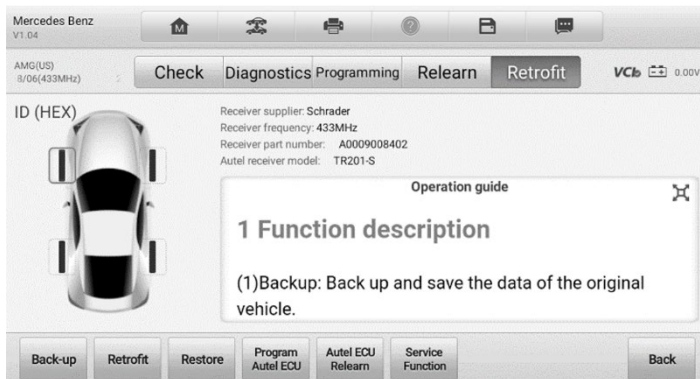 Mercedes Benz
V1.04
M
AMG(US)
3/06(433MHz)
Check
Diagnostics
Programming
Relearn
Retrofit
VCI
0.00V
ID (HEX)
Receiver supplier: Schrader
Receiver frequency: 433MHz
Receiver part number: A0009008402
Autel receiver model: TR201-S
Operation guide
1 Function description
(1)Backup: Back up and save the data of the original
vehicle.
Back-up
Retrofit
Restore
Program
Autel ECU
Autel ECU
Relearn
Service
Function
Back